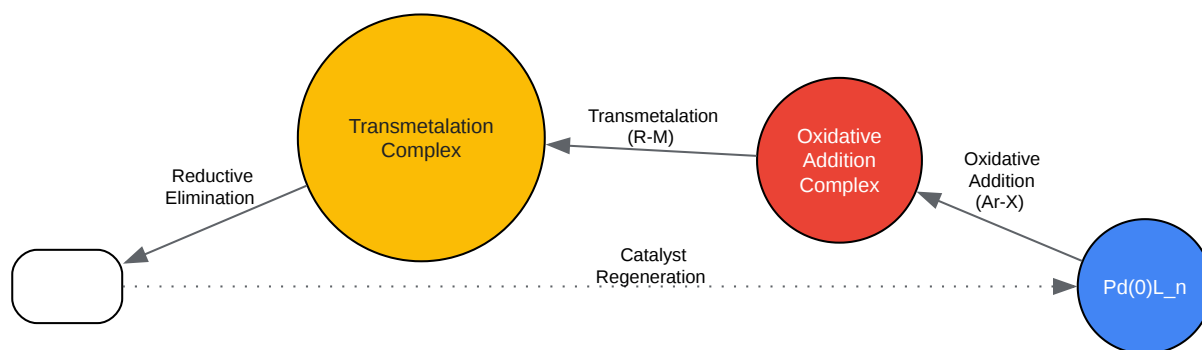 Transmetalation
Complex
Transmetalation
(R-M)
Oxidative
Addition
Complex
Oxidative
Addition
(Ar-X)
Reductive
Elimination
Catalyst
Regeneration
Pd(0)L_n